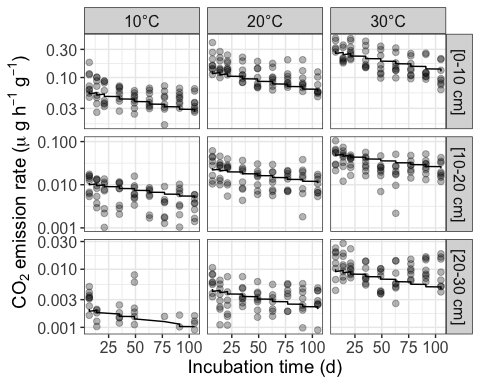 10°C 20°C 30°C
0.30
0.10
0.03
[0-10 cm]
0.100
0.010
0.001
[10-20 cm]
0.030
0.010
0.003
0.001
[20-30 cm]
25 50 75 100 25 50 75 100 25 50 75 100
Incubation time (d)
CO₂ emission rate (μ g h⁻¹ g⁻¹)